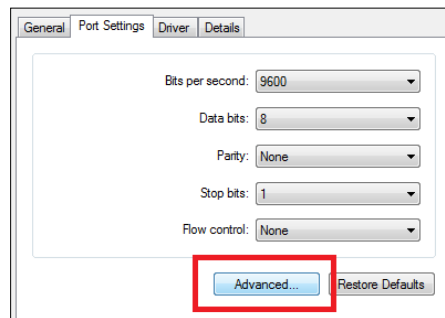 General Port Settings Driver Details
Bits per second: 9600
Data bits: 8
Parity: None
Stop bits: 1
Flow control: None
Advanced... Restore Defaults